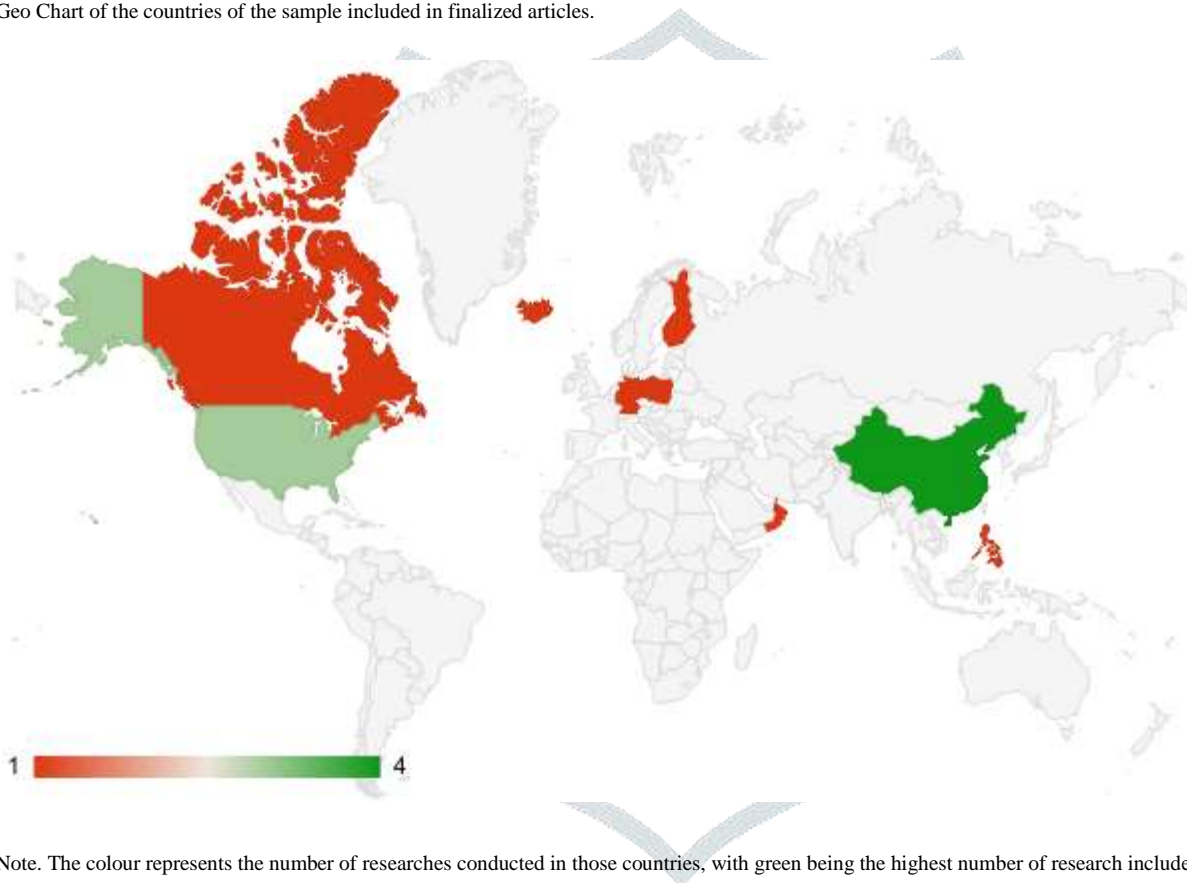 Geo Chart of the countries of the sample included in finalized articles.
1 4
Note. The colour represents the number of researches conducted in those countries, with green being the highest number of research include